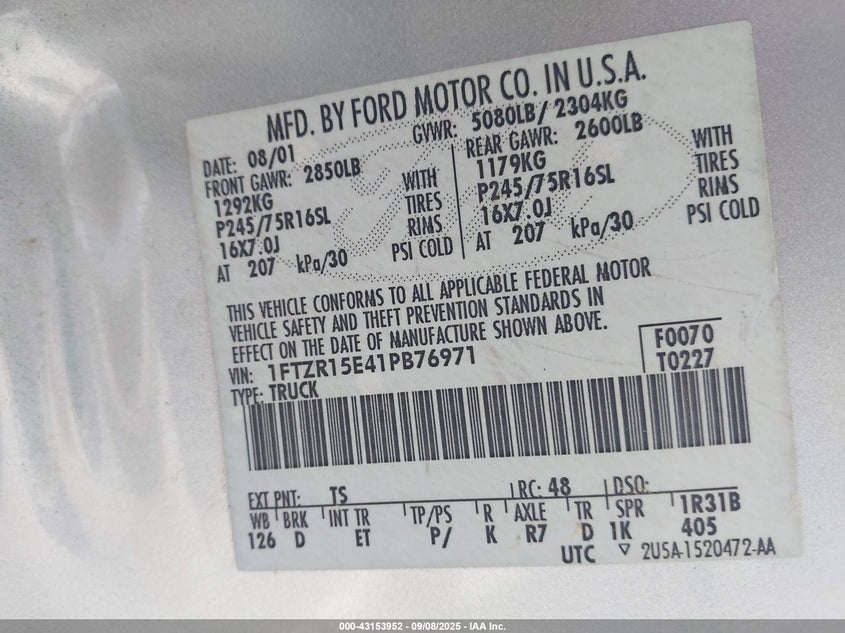 MFD. BY FORD MOTOR CO. IN U.S.A.
DATE: 08/01 GVWR: 5080LB/ 2304KG
FRONT GAWR: 2850LB REAR GAWR: 2600LB
1292KG WITH 1179KG WITH
P245/75R16SL TIRES P245/75R16SL TIRES
16X7.0J RIMS 16X7.0J RIMS
AT 207 kPa/30 PSI COLD AT 207 kPa/30 PSI COLD
THIS VEHICLE CONFORMS TO ALL APPLICABLE FEDERAL MOTOR
VEHICLE SAFETY AND THEFT PREVENTION STANDARDS IN
EFFECT ON THE DATE OF MANUFACTURE SHOWN ABOVE.
VIN: 1FTZR15E41PB76971 F0070
TYPE: TRUCK T0227
EXT PNT: TS RC: 48 DSO:
WB BRK INT TR TP/PS R AXLE TR SPR 1R31B
126 D ET P/ K R7 D 1K 405
UTC ▽ 2U5A-1520472-AA
000-43153952 - 09/08/2025 - IAA Inc.